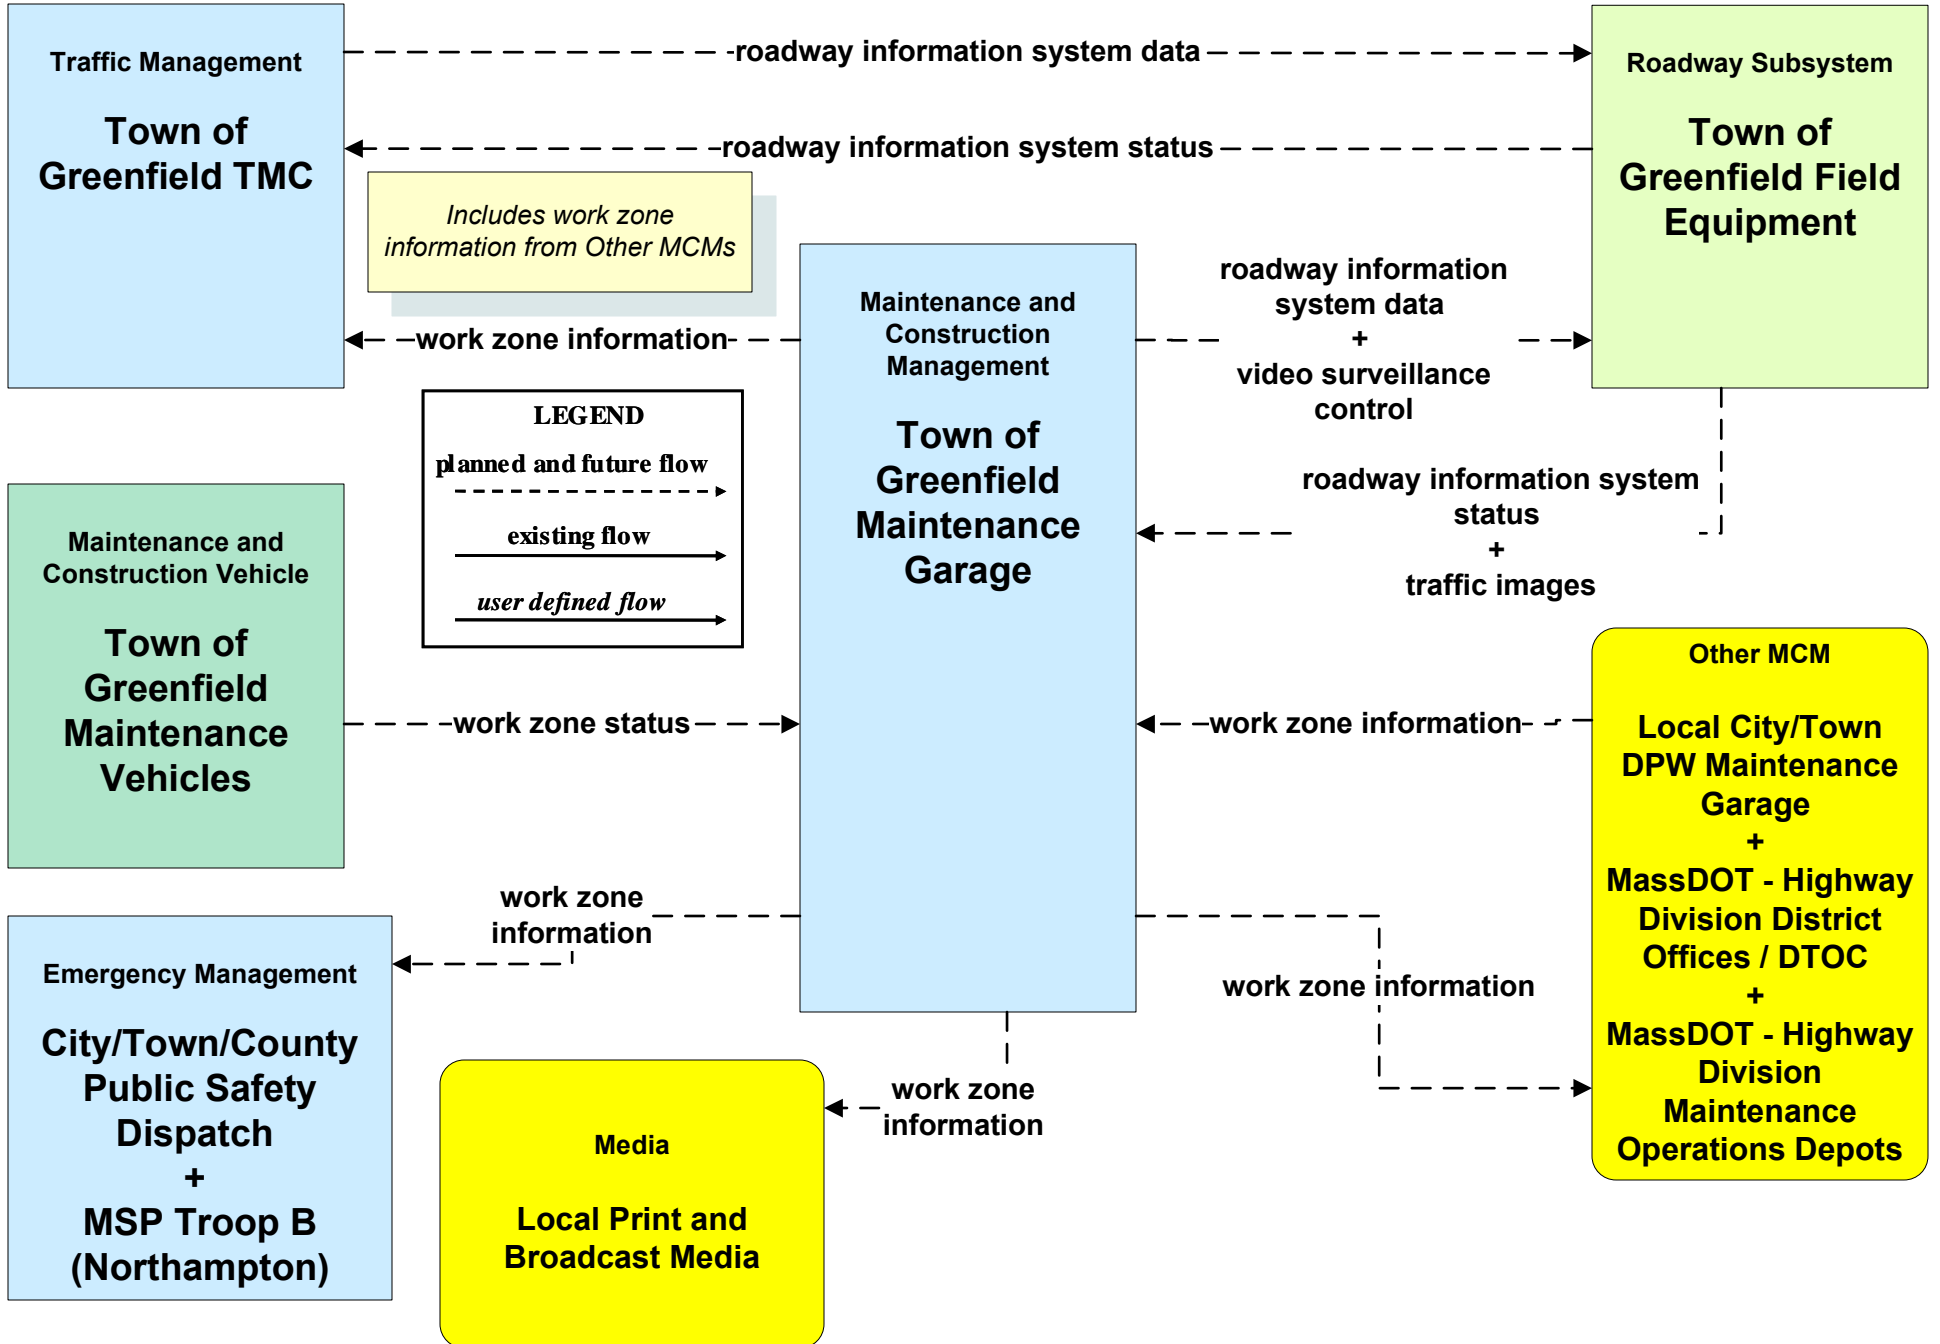 Traffic Management
Town of
Greenfield TMC
roadway information system data
roadway information system status
Roadway Subsystem
Town of
Greenfield Field
Equipment
Includes work zone
information from Other MCMs
work zone information
Maintenance and
Construction
Management
Town of
Greenfield
Maintenance
Garage
roadway information
system data
+
video surveillance
control
roadway information system
status
+
traffic images
LEGEND
planned and future flow
existing flow
user defined flow
Maintenance and
Construction Vehicle
Town of
Greenfield
Maintenance
Vehicles
work zone status
work zone information
Other MCM
Local City/Town
DPW Maintenance
Garage
+
MassDOT - Highway
Division District
Offices / DTOC
+
MassDOT - Highway
Division
Maintenance
Operations Depots
work zone
information
Emergency Management
City/Town/County
Public Safety
Dispatch
+
MSP Troop B
(Northampton)
work zone information
work zone
information
Media
Local Print and
Broadcast Media